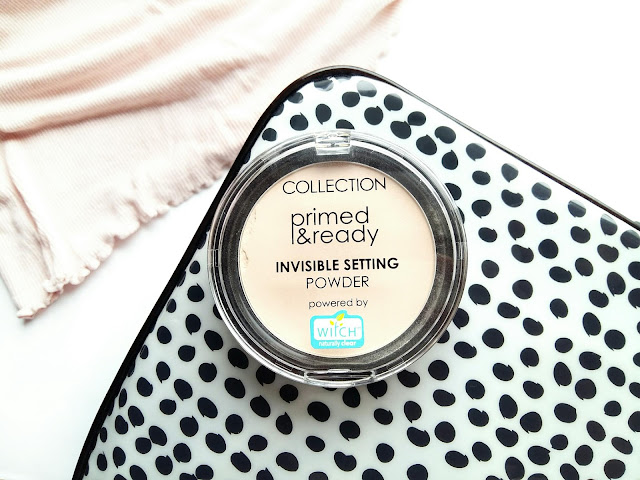 COLLECTION
primed
&ready
INVISIBLE SETTING
POWDER
powered by
WiTCH
naturally clear